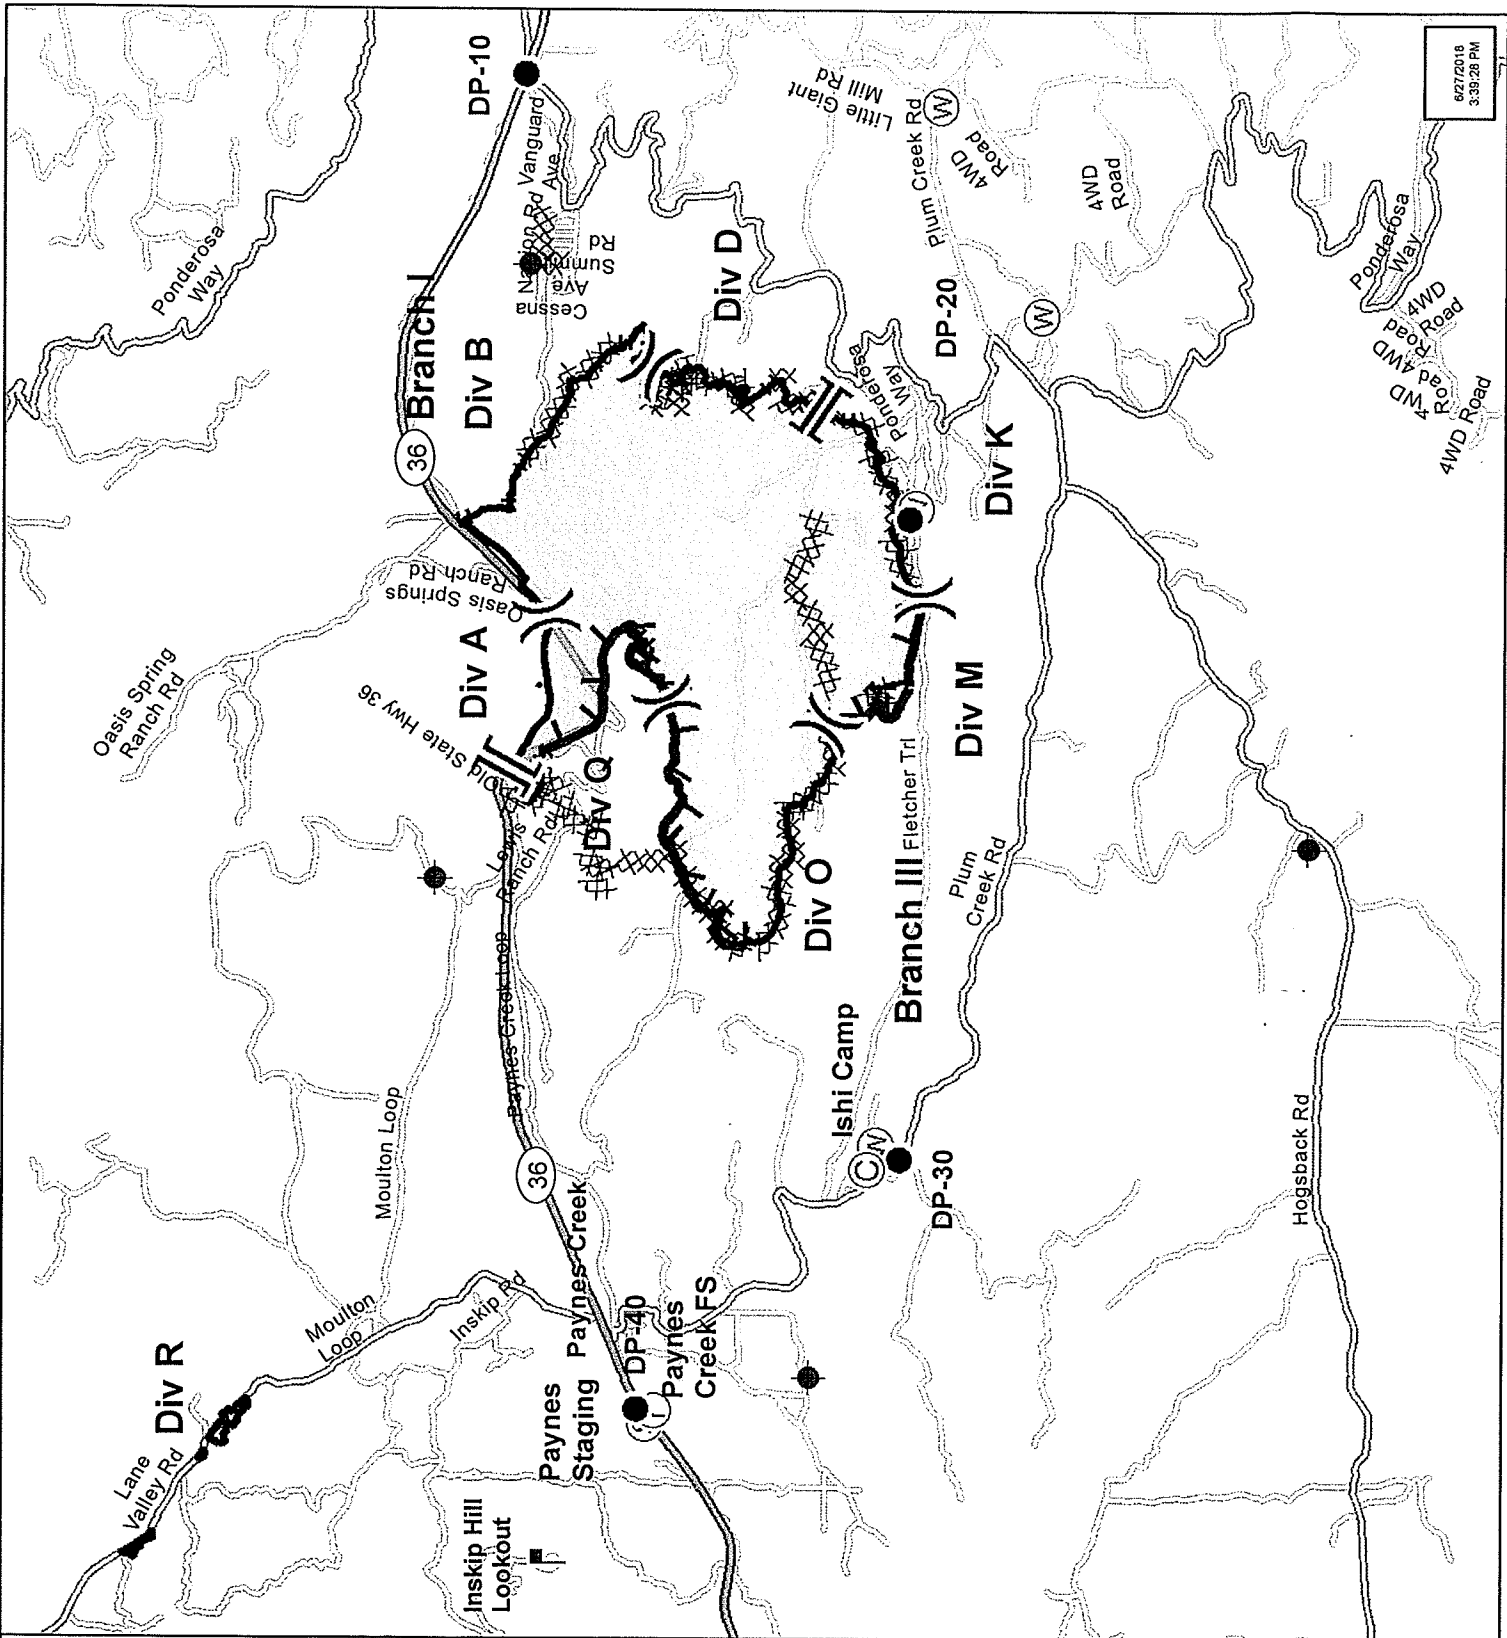 6/27/2018
3:39:28 PM
Ponderosa
Way
DP-10
Vanguard
Ave
Rd
Summit
Rd
Cessna
Ave
Little Giant
Mill Rd
Plum Creek Rd
W
4WD
Road
4WD
Road
Branch I
Div B
36
Div D
DP-20
W
Ponderosa
Way
Ponderosa
Way
4WD
Road
4WD
Road
4WD
Road
4WD Road
Div K
Oasis Springs
Ranch Rd
Oasis Spring
Ranch Rd
Div A
Old State Hwy 36
Div Q
Lewis
Ranch Rd
Div M
Fletcher Trl
Branch III
Div O
Plum
Creek Rd
Paynes Creek Loop
Moulton Loop
36
Ishi Camp
C
DP-30
Hogsback Rd
Paynes Creek
Inskip Rd
Moulton
Loop
DP-40
Paynes
Creek FS
Paynes
Staging
Div R
Lane
Valley Rd
Inskip Hill
Lookout